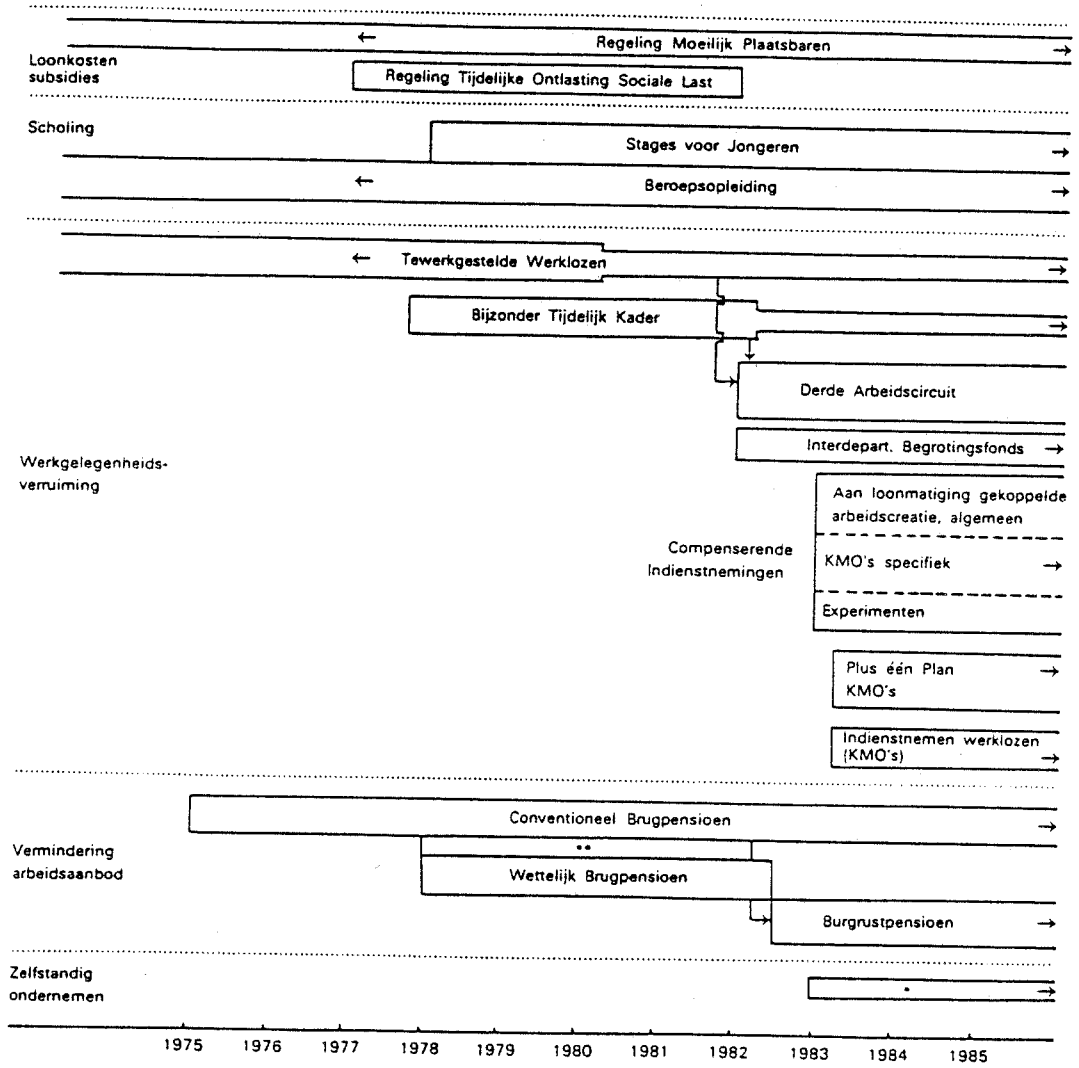 Loonkosten
subsidies
← Regeling Moeilijk Plaatsbaren →
Regeling Tijdelijke Ontlasting Sociale Last
Scholing
Stages voor Jongeren →
← Beroepsopleiding →
Werkgelegenheids-
verruiming
← Tewerkgestelde Werklozen →
Bijzonder Tijdelijk Kader →
Derde Arbeidscircuit
Interdepart. Begrotingsfonds →
Compenserende
Indienstnemingen
Aan loonmatiging gekoppelde
arbeidscreatie, algemeen
KMO's specifiek →
Experimenten
Plus één Plan →
KMO's
Indienstnemen werklozen
(KMO's) →
Vermindering
arbeidsaanbod
Conventioneel Brugpensioen →
••
Wettelijk Brugpensioen
Burgrustpensioen →
Zelfstandig
ondernemen
• →
1975 1976 1977 1978 1979 1980 1981 1982 1983 1984 1985